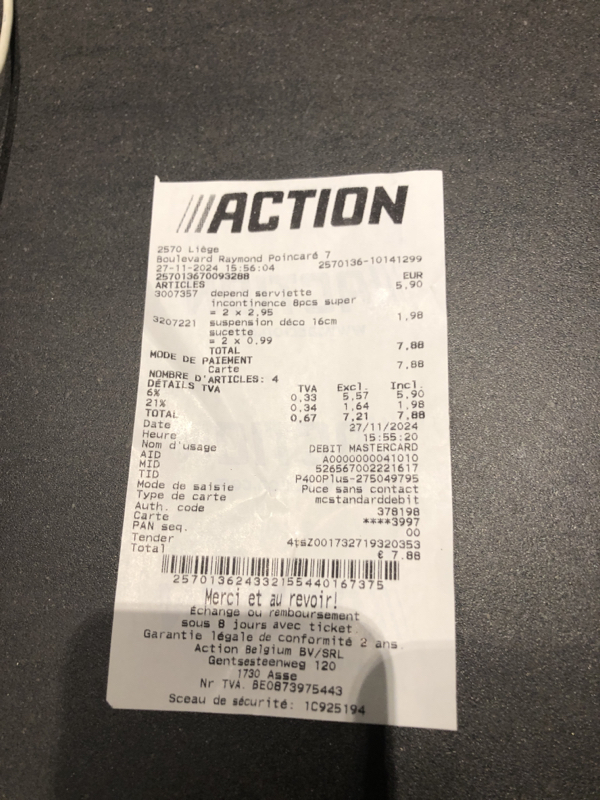 ACTION
2570 Liège
Boulevard Raymond Poincaré 7
27-11-2024 15:56:04 2570136-10141299
257013670093288 EUR
ARTICLES 5,90
3007357 depend serviette
incontinence 8pcs super
= 2 x 2,95
3207221 suspension déco 16cm 1,98
sucette
= 2 x 0,99
TOTAL 7,88
MODE DE PAIEMENT
Carte 7,88
NOMBRE D'ARTICLES: 4
DÉTAILS TVA TVA Excl. Incl.
6% 0,33 5,57 5,90
21% 0,34 1,64 1,98
TOTAL 0,67 7,21 7,88
Date 27/11/2024
Heure 15:55:20
Nom d'usage DEBIT MASTERCARD
AID A0000000041010
MID 526567002221617
TID P400Plus-275049795
Mode de saisie Puce sans contact
Type de carte mcstandarddebit
Auth. code 378198
Carte ****3997
PAN seq. 00
Tender 4tsZ001732719320353
Total € 7.88
2570136243321554401673​75
Merci et au revoir!
Échange ou remboursement
sous 8 jours avec ticket.
Garantie légale de conformité 2 ans.
Action Belgium BV/SRL
Gentsesteenweg 120
1730 Asse
Nr TVA. BE0873975443
Sceau de sécurité: 1C925194